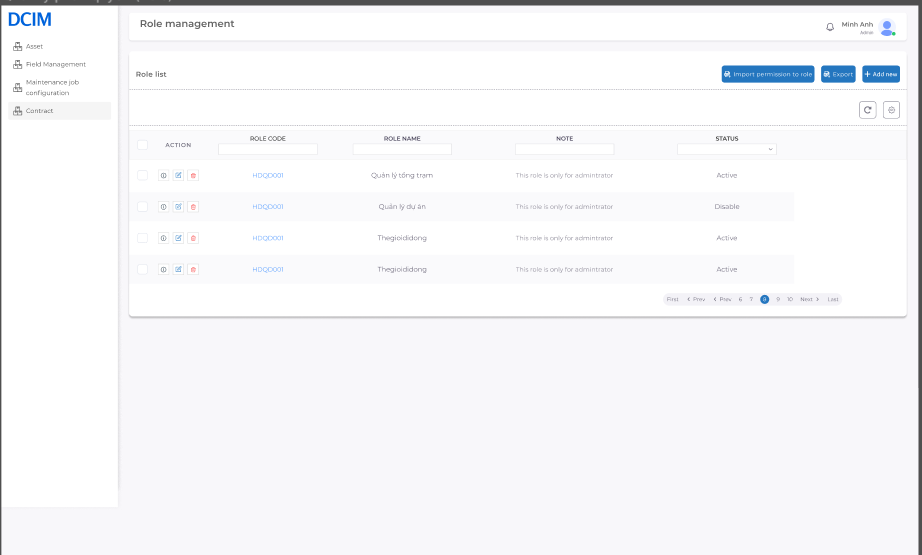 DCIM
Asset
Field Management
Maintenance job
configuration
Contract
Role management
Minh Anh
Admin
Role list
Import permission to role
Export
+ Add new
ACTION
ROLE CODE
ROLE NAME
NOTE
STATUS
HDQD001 Quản lý tổng trạm This role is only for admintrator Active
HDQD001 Quản lý dự án This role is only for admintrator Disable
HDQD001 Thegioididong This role is only for admintrator Active
HDQD001 Thegioididong This role is only for admintrator Active
First < Prev < Prev 6 7 8 9 10 Next > Last